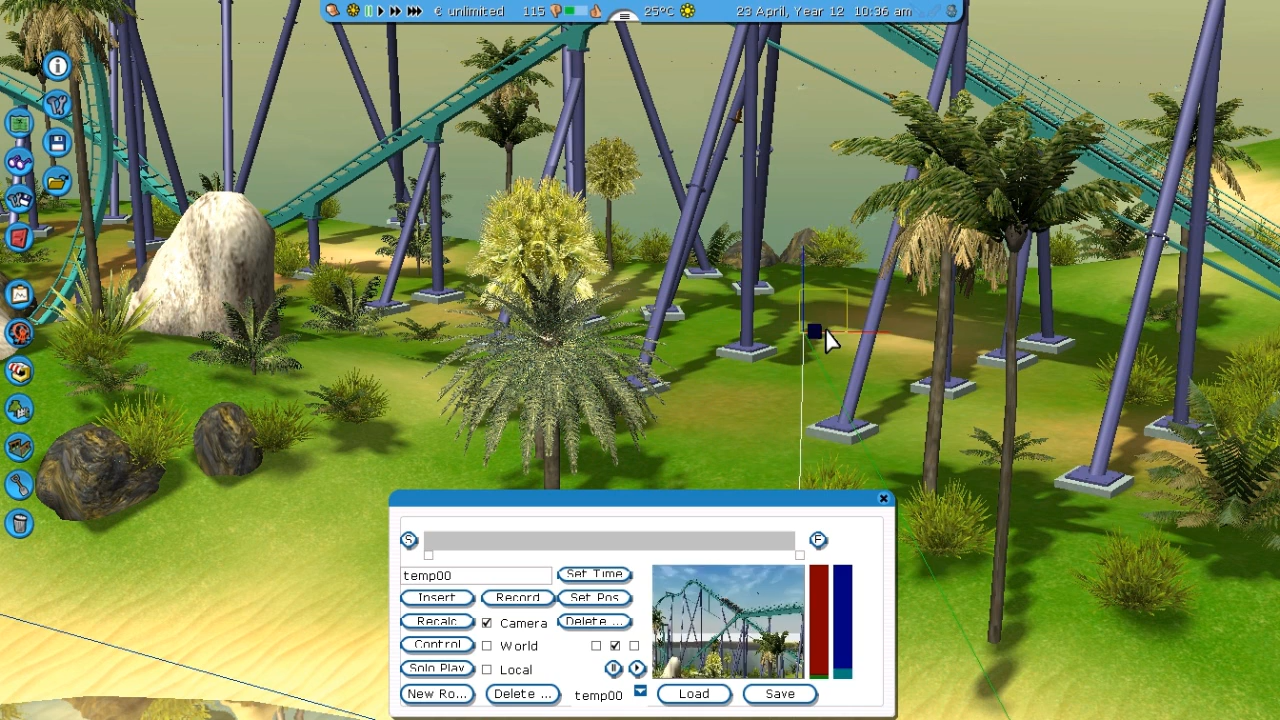 € unlimited 115 25°C 23 April, Year 12 10:36 am
S F
temp00 Set Time
Insert Record Set Pos
Recalc Camera Delete ...
Control World
Solo Play Local
New Ro... Delete ... temp00 Load Save